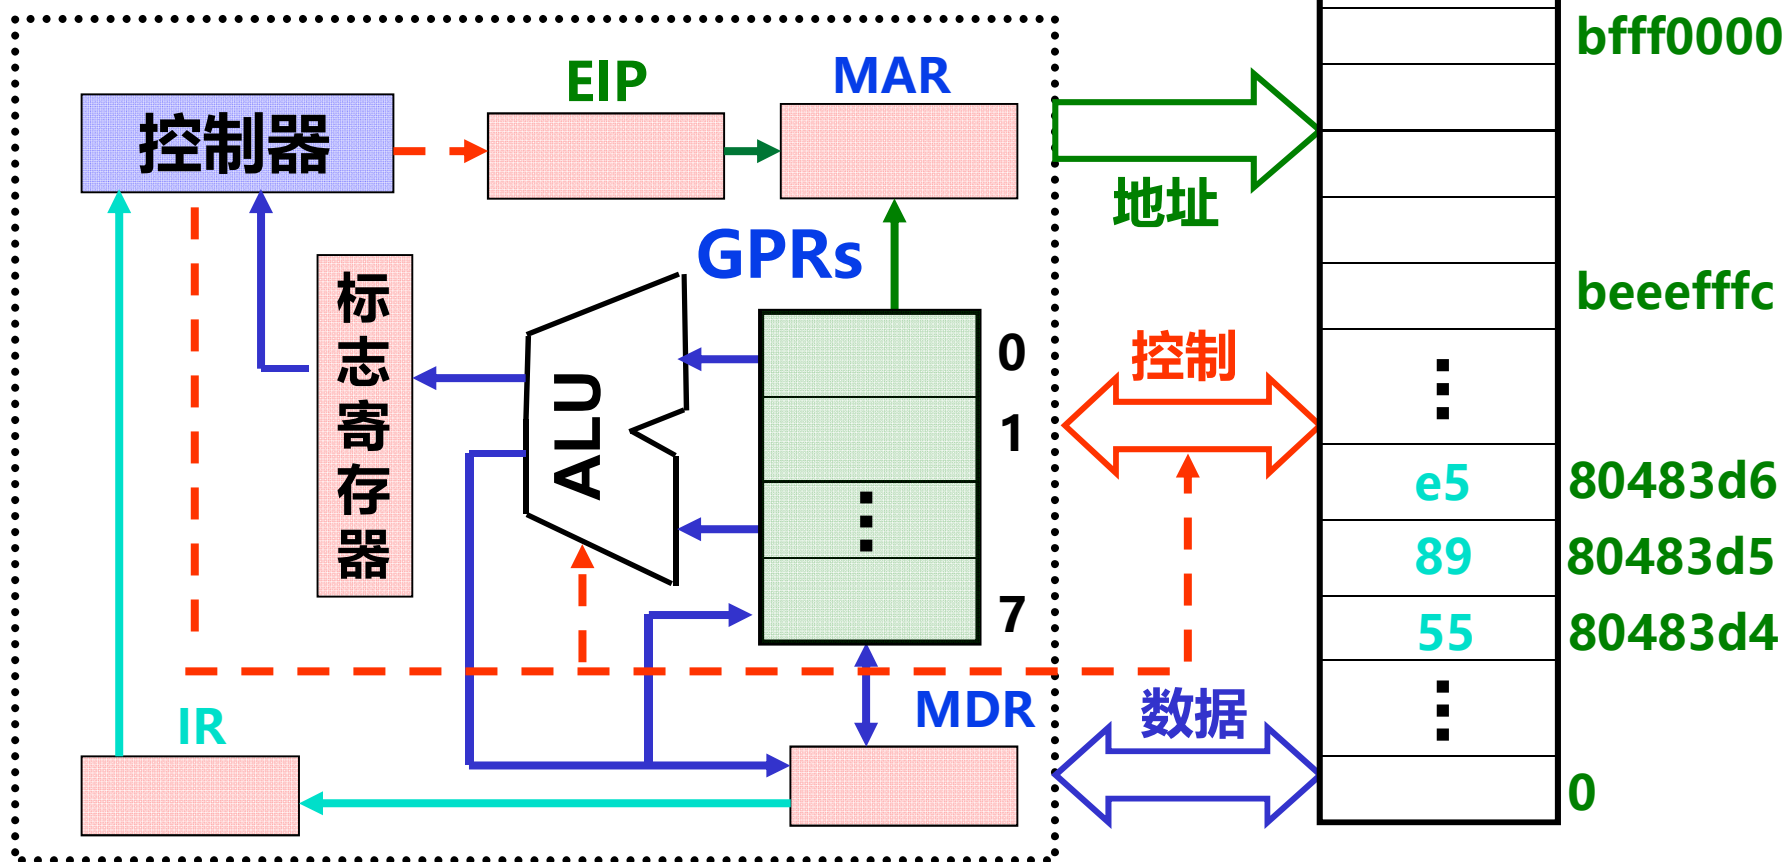 bfff0000
EIP
MAR
控制器
地址
GPRs
标志寄存器
beeefffc
0
控制
ALU
1
e5
80483d6
89
80483d5
7
55
80483d4
MDR
数据
IR
0